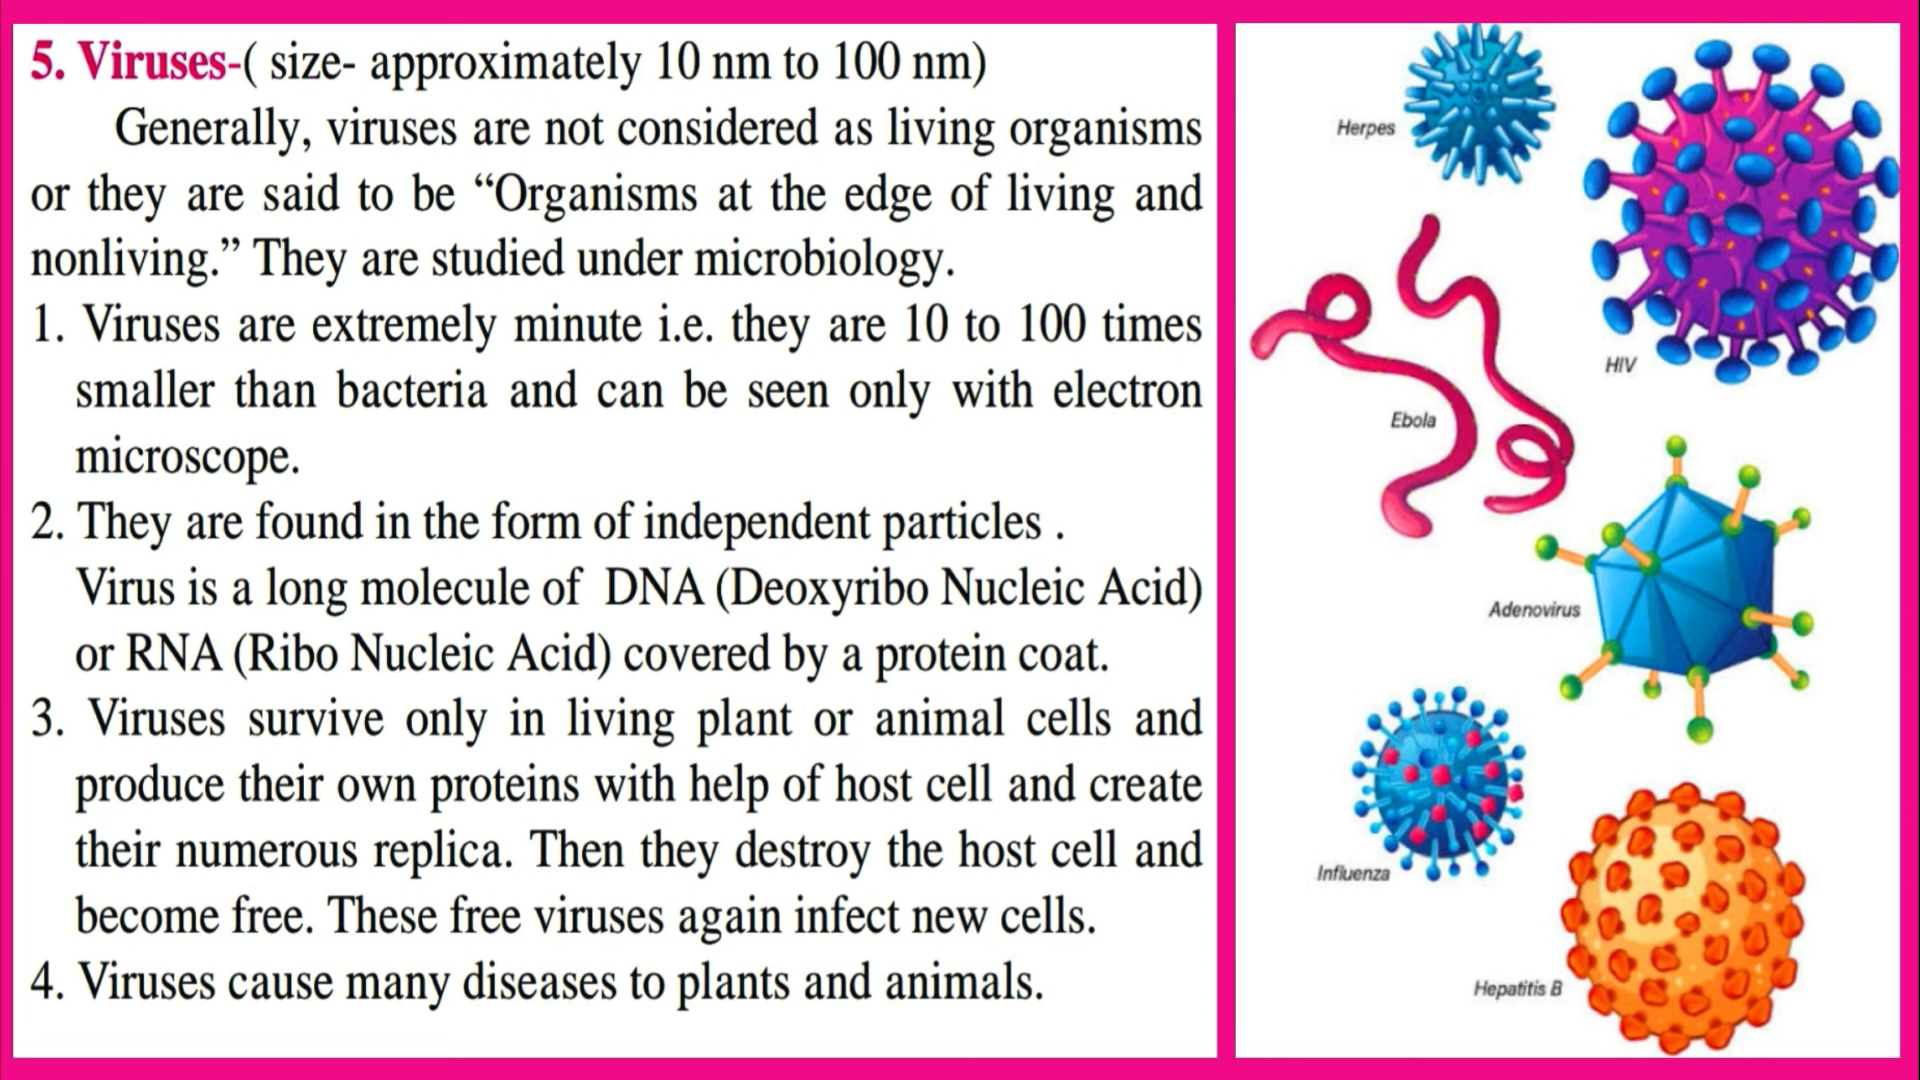 5. Viruses-( size- approximately 10 nm to 100 nm)
Generally, viruses are not considered as living organisms
or they are said to be “Organisms at the edge of living and
nonliving.” They are studied under microbiology.
1. Viruses are extremely minute i.e. they are 10 to 100 times
smaller than bacteria and can be seen only with electron
microscope.
2. They are found in the form of independent particles .
Virus is a long molecule of DNA (Deoxyribo Nucleic Acid)
or RNA (Ribo Nucleic Acid) covered by a protein coat.
3. Viruses survive only in living plant or animal cells and
produce their own proteins with help of host cell and create
their numerous replica. Then they destroy the host cell and
become free. These free viruses again infect new cells.
4. Viruses cause many diseases to plants and animals.
Herpes
HIV
Ebola
Adenovirus
Influenza
Hepatitis B